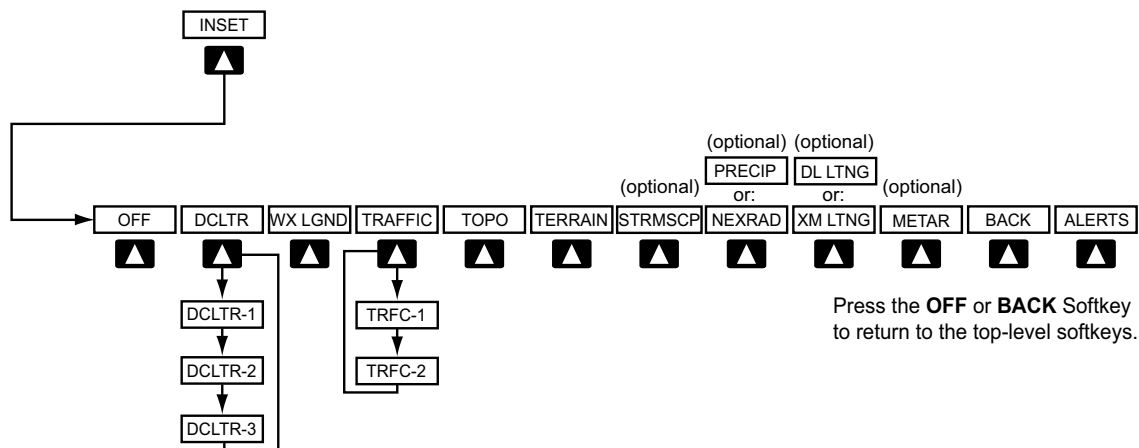 INSET
(optional) (optional)
PRECIP DL LTNG
(optional) or: or: (optional)
OFF DCLTR WX LGND TRAFFIC TOPO TERRAIN STRMSCP NEXRAD XM LTNG METAR BACK ALERTS
Press the OFF or BACK Softkey
to return to the top-level softkeys.
DCLTR-1 TRFC-1
DCLTR-2 TRFC-2
DCLTR-3